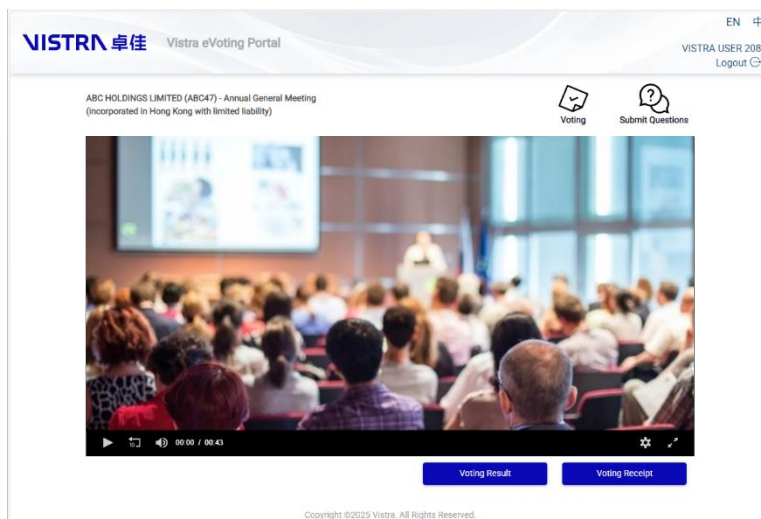 EN 中
VISTRA 卓佳 Vistra eVoting Portal
VISTRA USER 208
Logout
ABC HOLDINGS LIMITED (ABC47) - Annual General Meeting
(incorporated in Hong Kong with limited liability)
Voting
Submit Questions
10
00:00 / 00:43
Voting Result
Voting Receipt
Copyright ©2025 Vistra. All Rights Reserved.